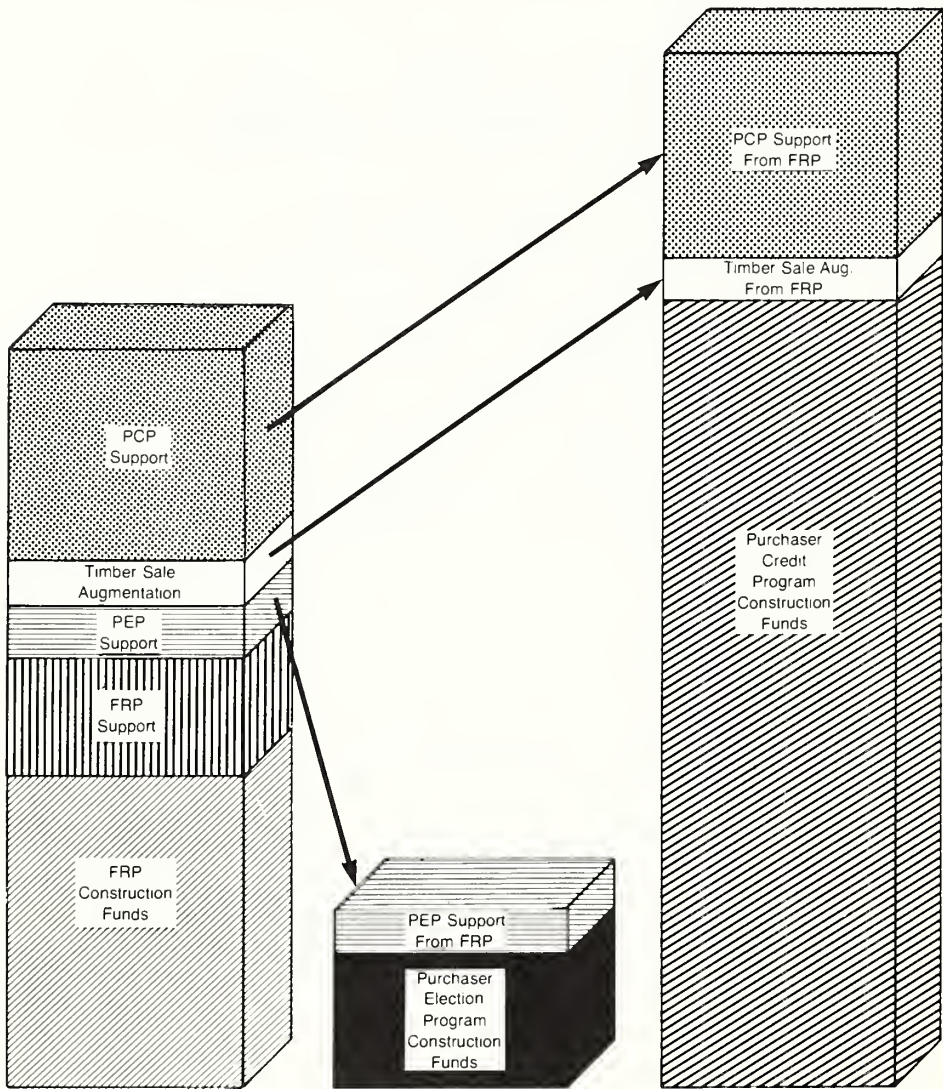 PCP Support
From FRP
Timber Sale Aug.
From FRP
Purchaser
Credit
Program
Construction
Funds
PCP
Support
Timber Sale
Augmentation
PEP
Support
FRP
Support
FRP
Construction
Funds
PEP Support
From FRP
Purchaser
Election
Program
Construction
Funds